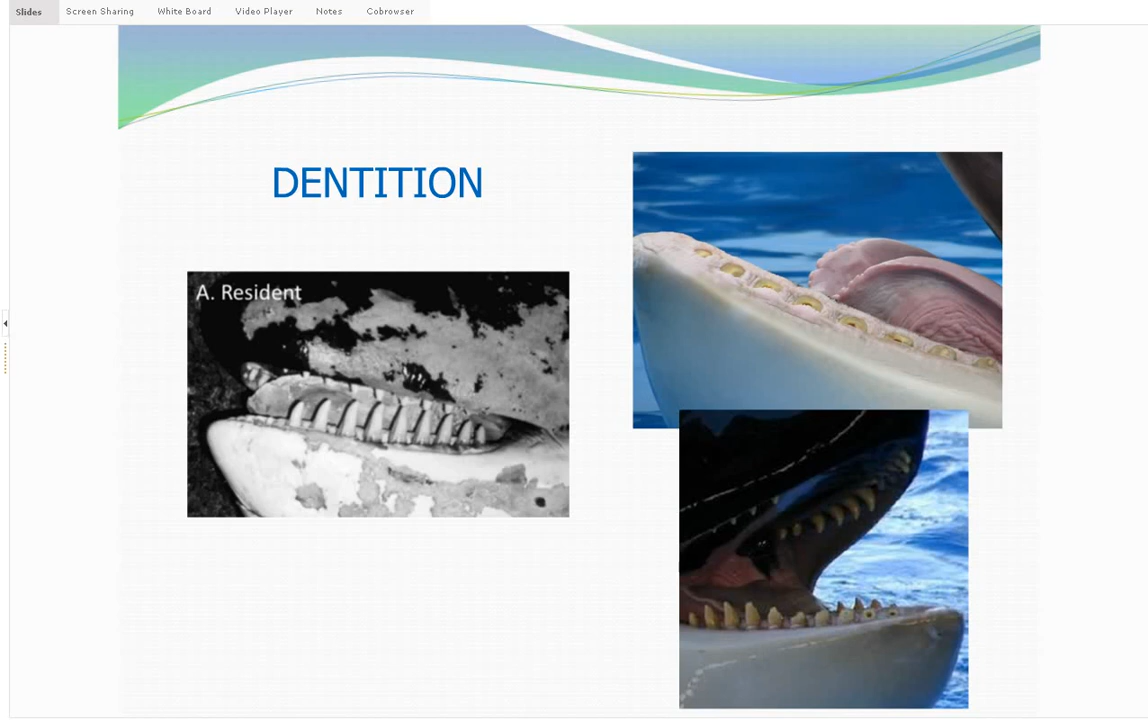 Slides Screen Sharing White Board Video Player Notes Cobrowser
DENTITION
A. Resident